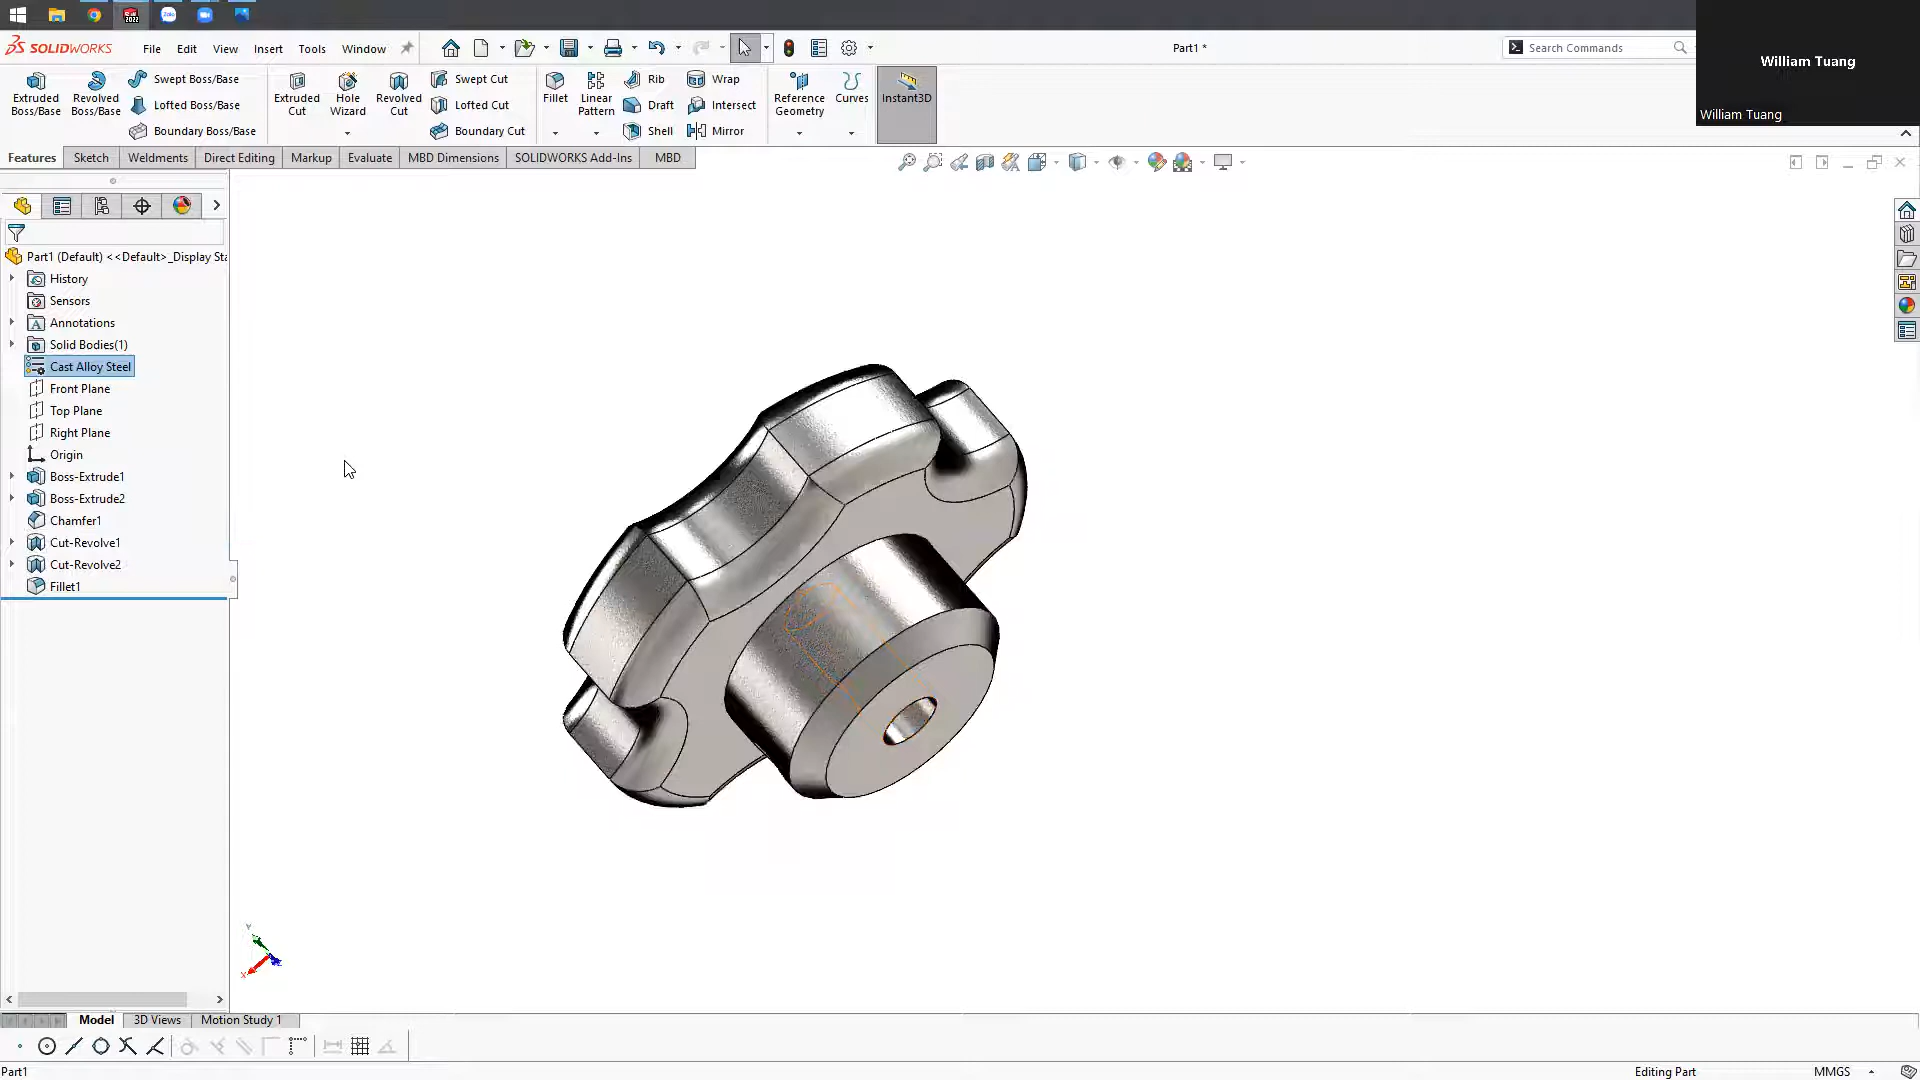 SOLIDWORKS
File Edit View Insert Tools Window
Part1 *
Search Commands
William Tuang
William Tuang
Extruded Boss/Base
Revolved Boss/Base
Swept Boss/Base
Lofted Boss/Base
Boundary Boss/Base
Extruded Cut
Hole Wizard
Revolved Cut
Swept Cut
Lofted Cut
Boundary Cut
Fillet
Linear Pattern
Rib
Draft
Shell
Wrap
Intersect
Mirror
Reference Geometry
Curves
Instant3D
Features Sketch Weldments Direct Editing Markup Evaluate MBD Dimensions SOLIDWORKS Add-Ins MBD
Part1 (Default) <<Default>_Display Sta
History
Sensors
Annotations
Solid Bodies(1)
Cast Alloy Steel
Front Plane
Top Plane
Right Plane
Origin
Boss-Extrude1
Boss-Extrude2
Chamfer1
Cut-Revolve1
Cut-Revolve2
Fillet1
Y
X
Model 3D Views Motion Study 1
Part1
Editing Part
MMGS